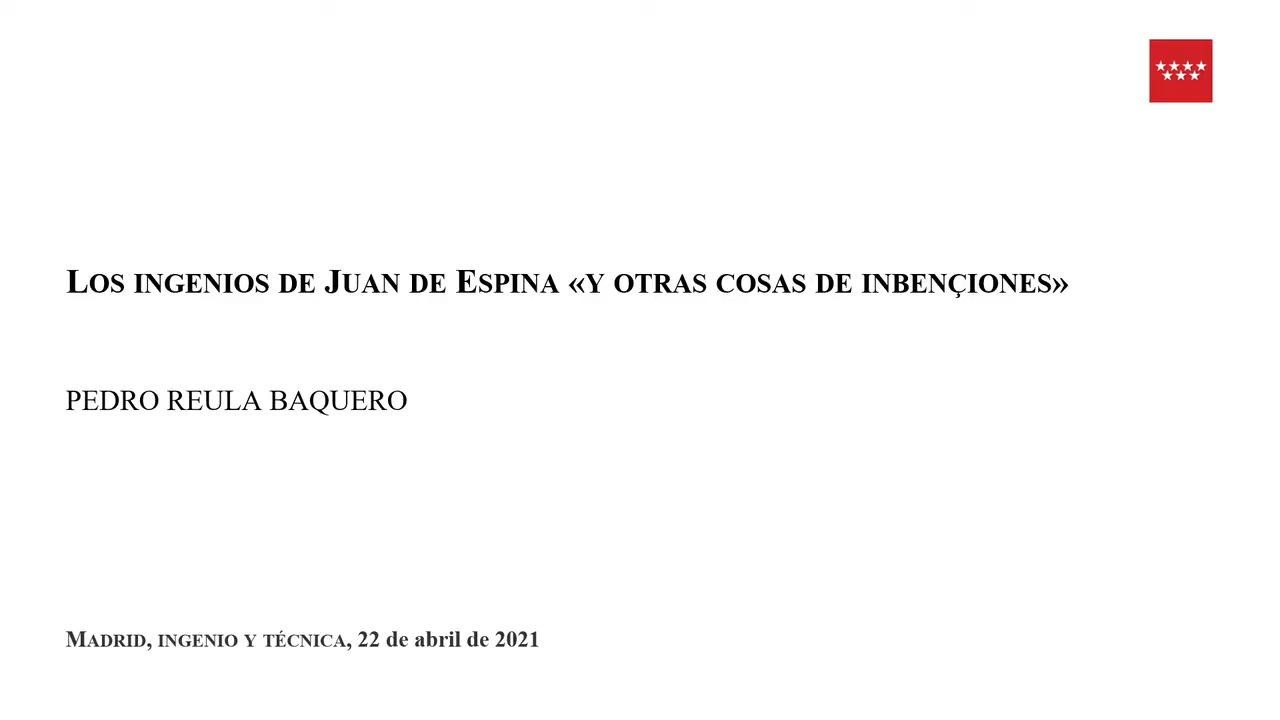 Los ingenios de Juan de Espina «y otras cosas de inbençiones»
PEDRO REULA BAQUERO
Madrid, ingenio y técnica, 22 de abril de 2021